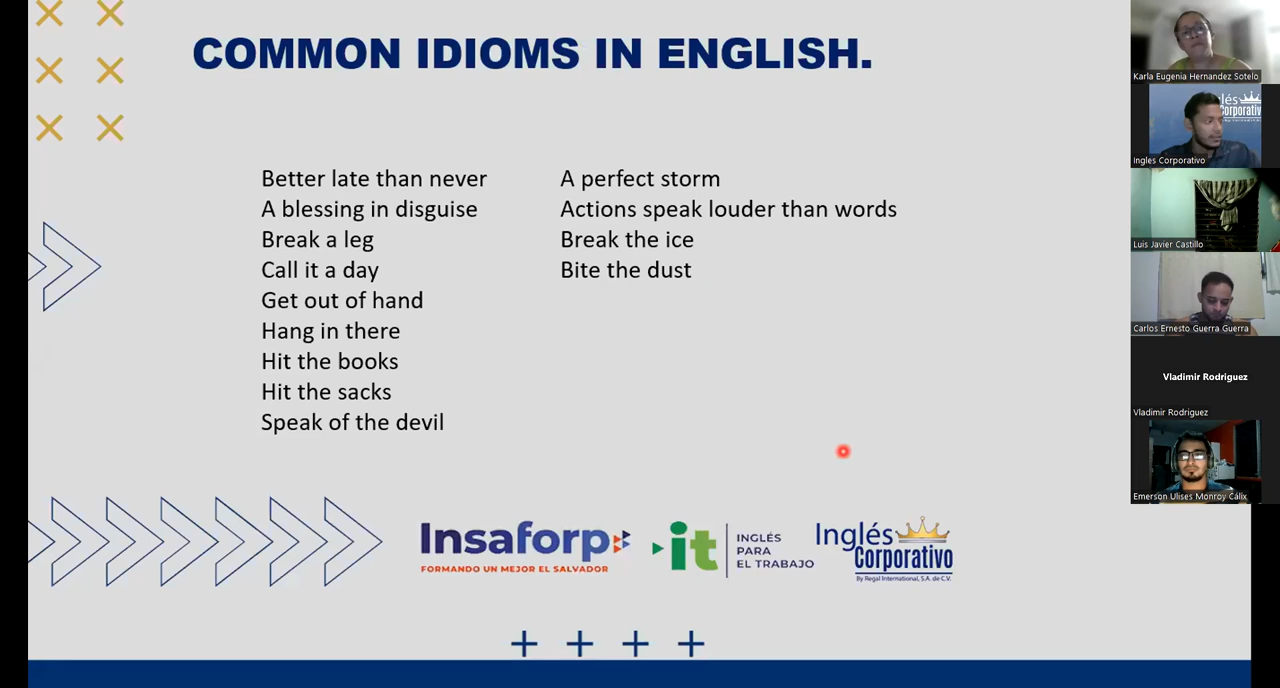 COMMON IDIOMS IN ENGLISH.
Better late than never
A blessing in disguise
Break a leg
Call it a day
Get out of hand
Hang in there
Hit the books
Hit the sacks
Speak of the devil
A perfect storm
Actions speak louder than words
Break the ice
Bite the dust
Insaforp
FORMANDO UN MEJOR EL SALVADOR
it
INGLÉS
PARA
EL TRABAJO
Inglés
Corporativo
By Regal International, S.A. de C.V.
Karla Eugenia Hernandez Sotelo
lés
Corporativo
Ingles Corporativo
Luis Javier Castillo
Carlos Ernesto Guerra Guerra
Vladimir Rodriguez
Vladimir Rodriguez
Emerson Ulises Monroy Cálix